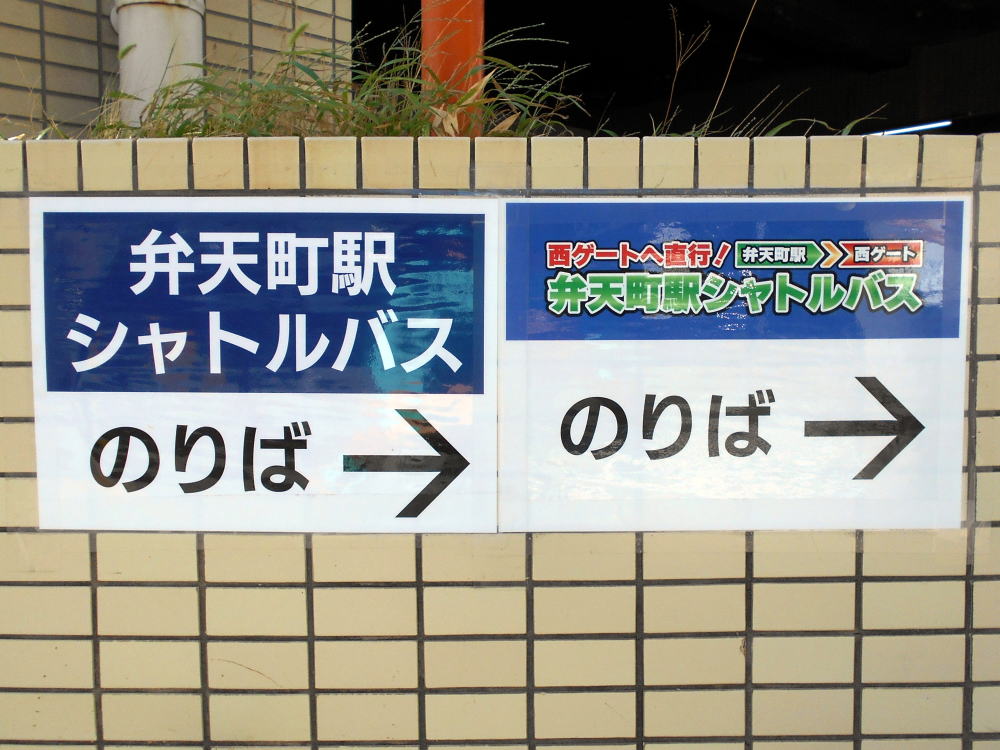 弁天町駅
シャトルバス
のりば
西ゲートへ直行!
弁天町駅 西ゲート
弁天町駅シャトルバス
のりば